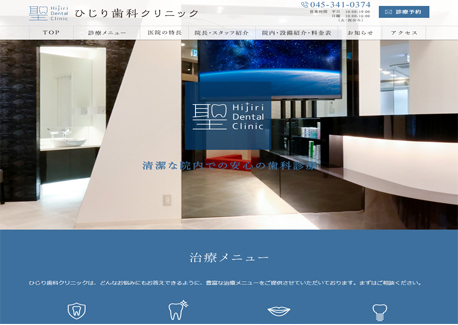 聖 Hijiri
Dental
Clinic
ひじり歯科クリニック
045-341-0374
診療予約
TOP 診療メニュー 医院の特長 院長・スタッフ紹介 院内・設備紹介・料金表 お知らせ アクセス
聖 Hijiri
Dental
Clinic
清潔な院内での安心の歯科診療
治療メニュー
ひじり歯科クリニックは、どんなお悩みにもお答えできるように、豊富な治療メニューをご提供させていただいております。まずはご相談ください。